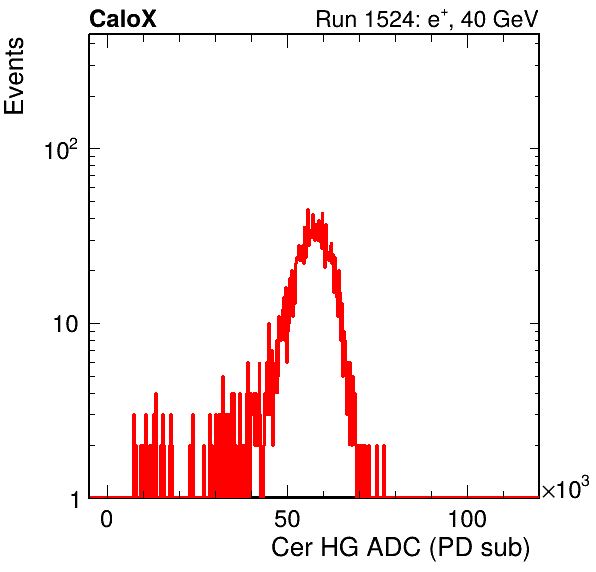 CaloX Run 1524: e⁺, 40 GeV
Events
10²
10
1
0 50 100 ×10³
Cer HG ADC (PD sub)